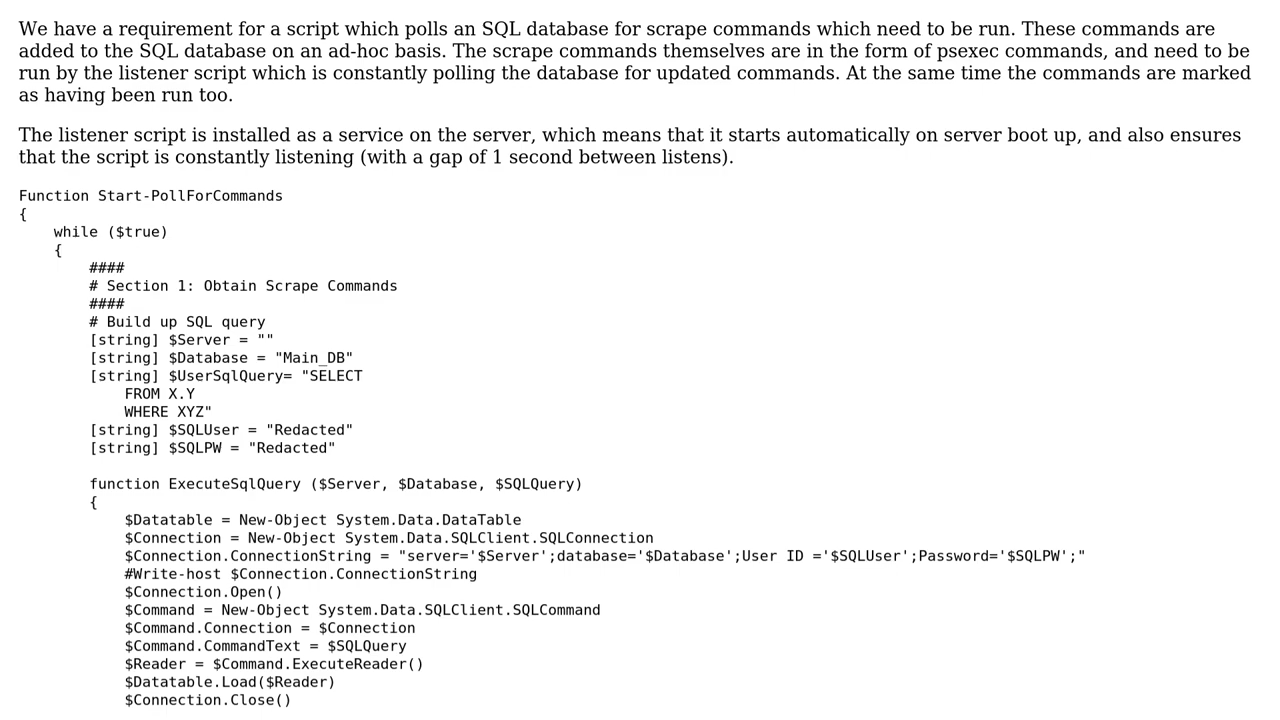 We have a requirement for a script which polls an SQL database for scrape commands which need to be run. These commands are
added to the SQL database on an ad-hoc basis. The scrape commands themselves are in the form of psexec commands, and need to be
run by the listener script which is constantly polling the database for updated commands. At the same time the commands are marked
as having been run too.
The listener script is installed as a service on the server, which means that it starts automatically on server boot up, and also ensures
that the script is constantly listening (with a gap of 1 second between listens).
Function Start-PollForCommands
{
    while ($true)
    {
        ####
        # Section 1: Obtain Scrape Commands
        ####
        # Build up SQL query
        [string] $Server = ""
        [string] $Database = "Main_DB"
        [string] $UserSqlQuery= "SELECT
            FROM X.Y
            WHERE XYZ"
        [string] $SQLUser = "Redacted"
        [string] $SQLPW = "Redacted"
        function ExecuteSqlQuery ($Server, $Database, $SQLQuery)
        {
            $Datatable = New-Object System.Data.DataTable
            $Connection = New-Object System.Data.SQLClient.SQLConnection
            $Connection.ConnectionString = "server='$Server';database='$Database';User ID ='$SQLUser';Password='$SQLPW';"
            #Write-host $Connection.ConnectionString
            $Connection.Open()
            $Command = New-Object System.Data.SQLClient.SQLCommand
            $Command.Connection = $Connection
            $Command.CommandText = $SQLQuery
            $Reader = $Command.ExecuteReader()
            $Datatable.Load($Reader)
            $Connection.Close()